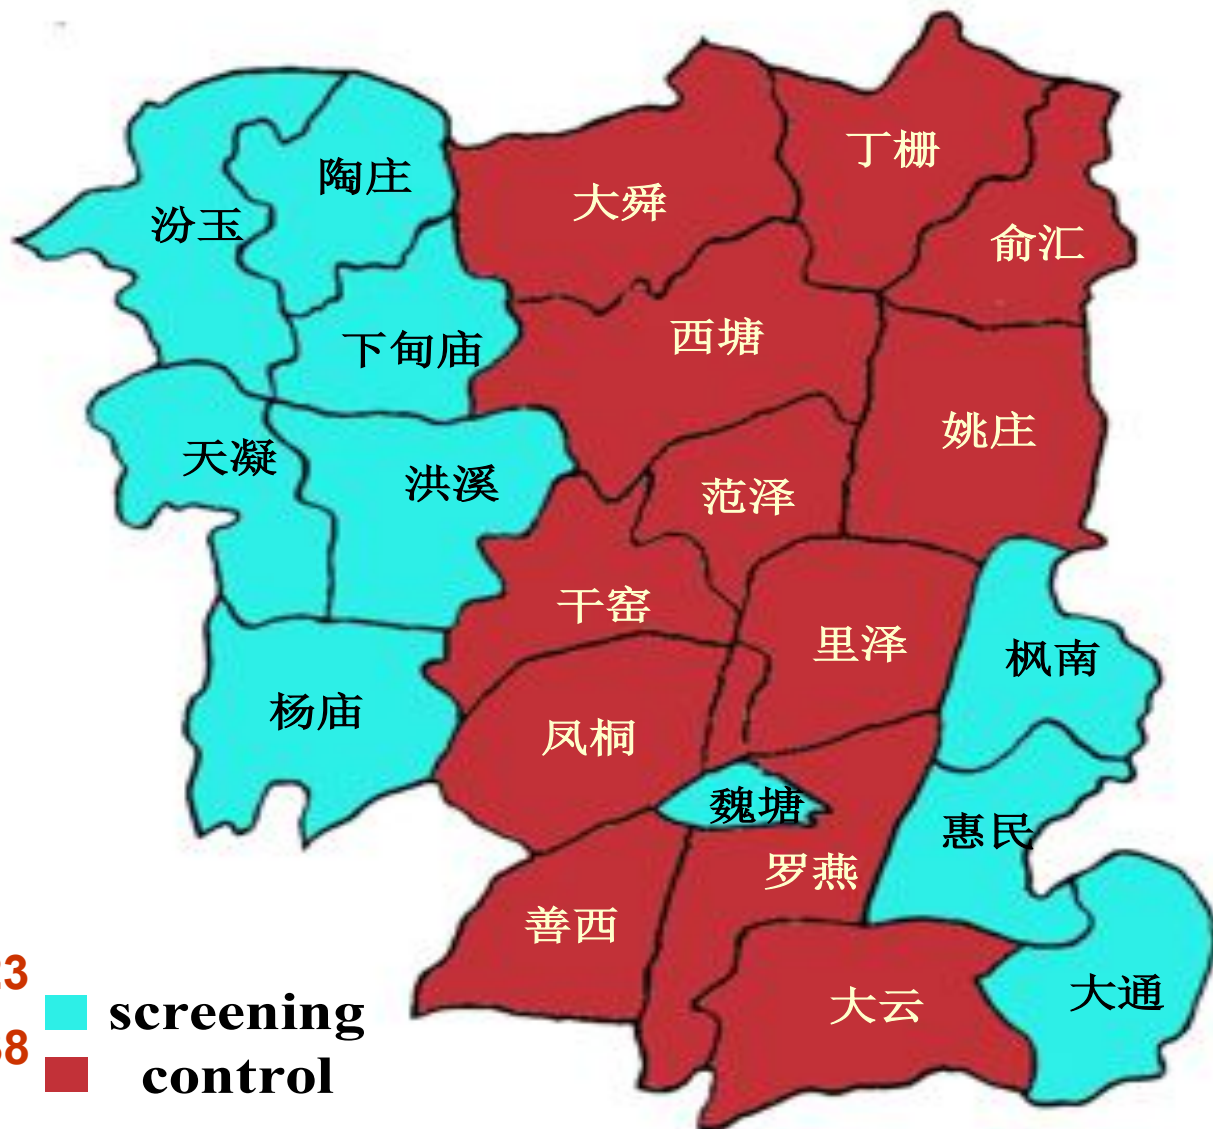 丁栅
陶庄
大舜
汾玉
俞汇
西塘
下甸庙
姚庄
天凝
洪溪
范泽
干窑
里泽
枫南
杨庙
凤桐
魏塘
惠民
罗燕
善西
大通
大云
23
screening
38
control